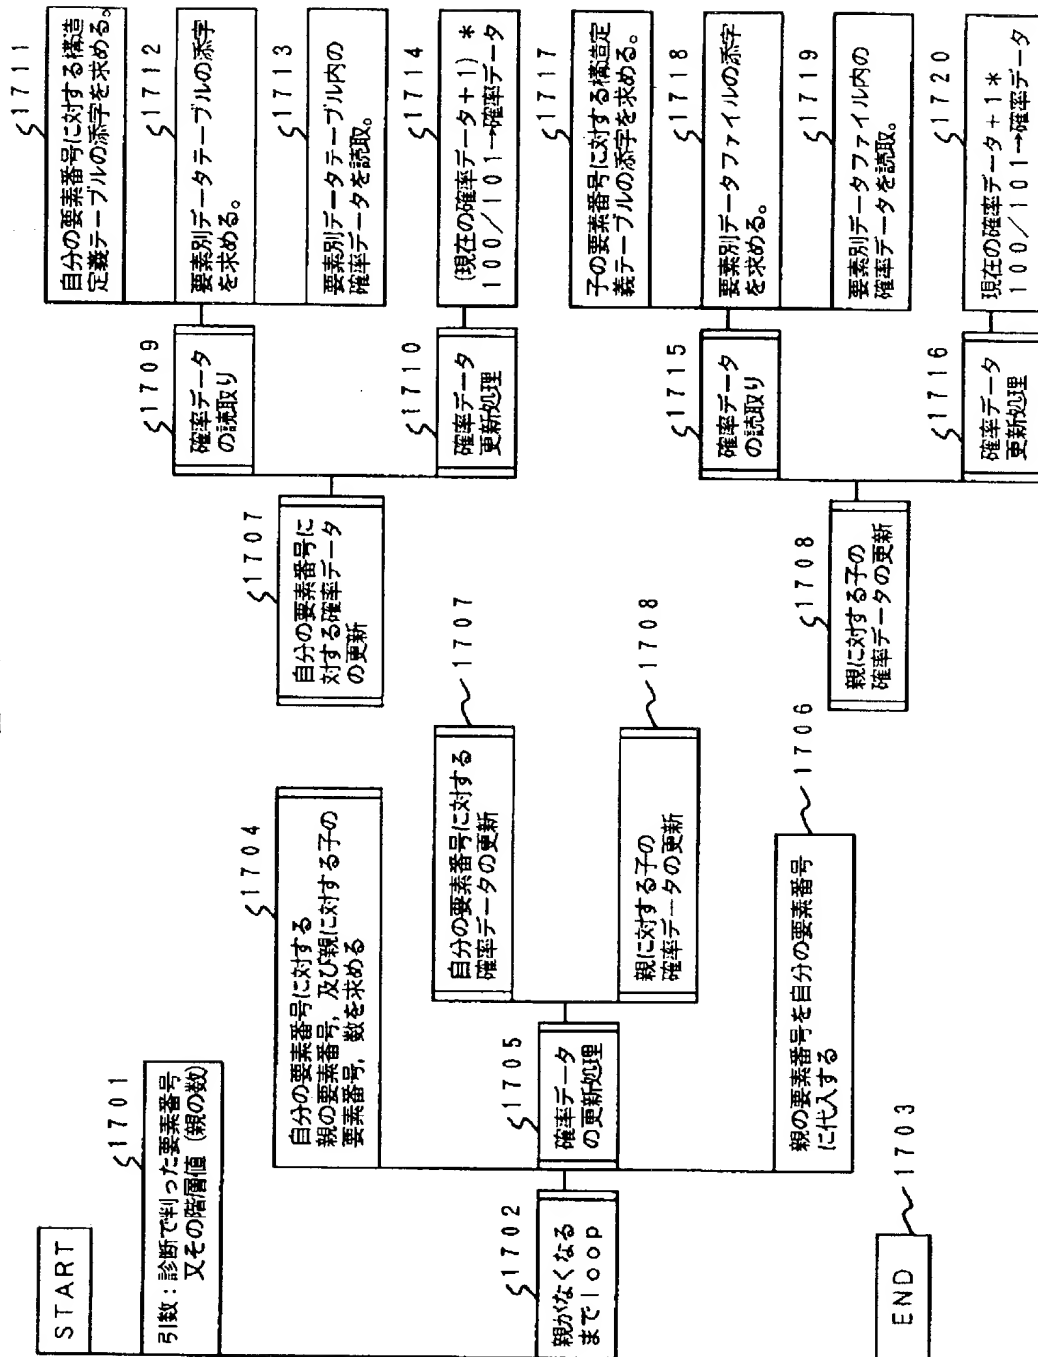 START
1701
引数：診断で判った要素番号
又その階層値（親の数）
1702
親がなくなる
までloop
1703
END
1704
自分の要素番号に対する
親の要素番号，及び親に対する子の
要素番号，数を求める
1705
確率データ
の更新処理
1706
親の要素番号を自分の要素番号
に代入する
自分の要素番号に対する
確率データの更新
1707
親に対する子の
確率データの更新
1708
1707
自分の要素番号に
対する確率データ
の更新
1708
親に対する子の
確率データの更新
1709
確率データ
の読取り
1710
確率データ
更新処理
1711
自分の要素番号に対する構造
定義テーブルの添字を求める。
1712
要素別データテーブルの添字
を求める。
1713
要素別データテーブル内の
確率データを読取。
1714
(現在の確率データ+1)＊
100/101→確率データ
1715
確率データ
の読取り
1716
確率データ
更新処理
1717
子の要素番号に対する構造定
義テーブルの添字を求める。
1718
要素別データファイルの添字
を求める。
1719
要素別データファイル内の
確率データを読取。
1720
現在の確率データ+1＊
100/101→確率データ